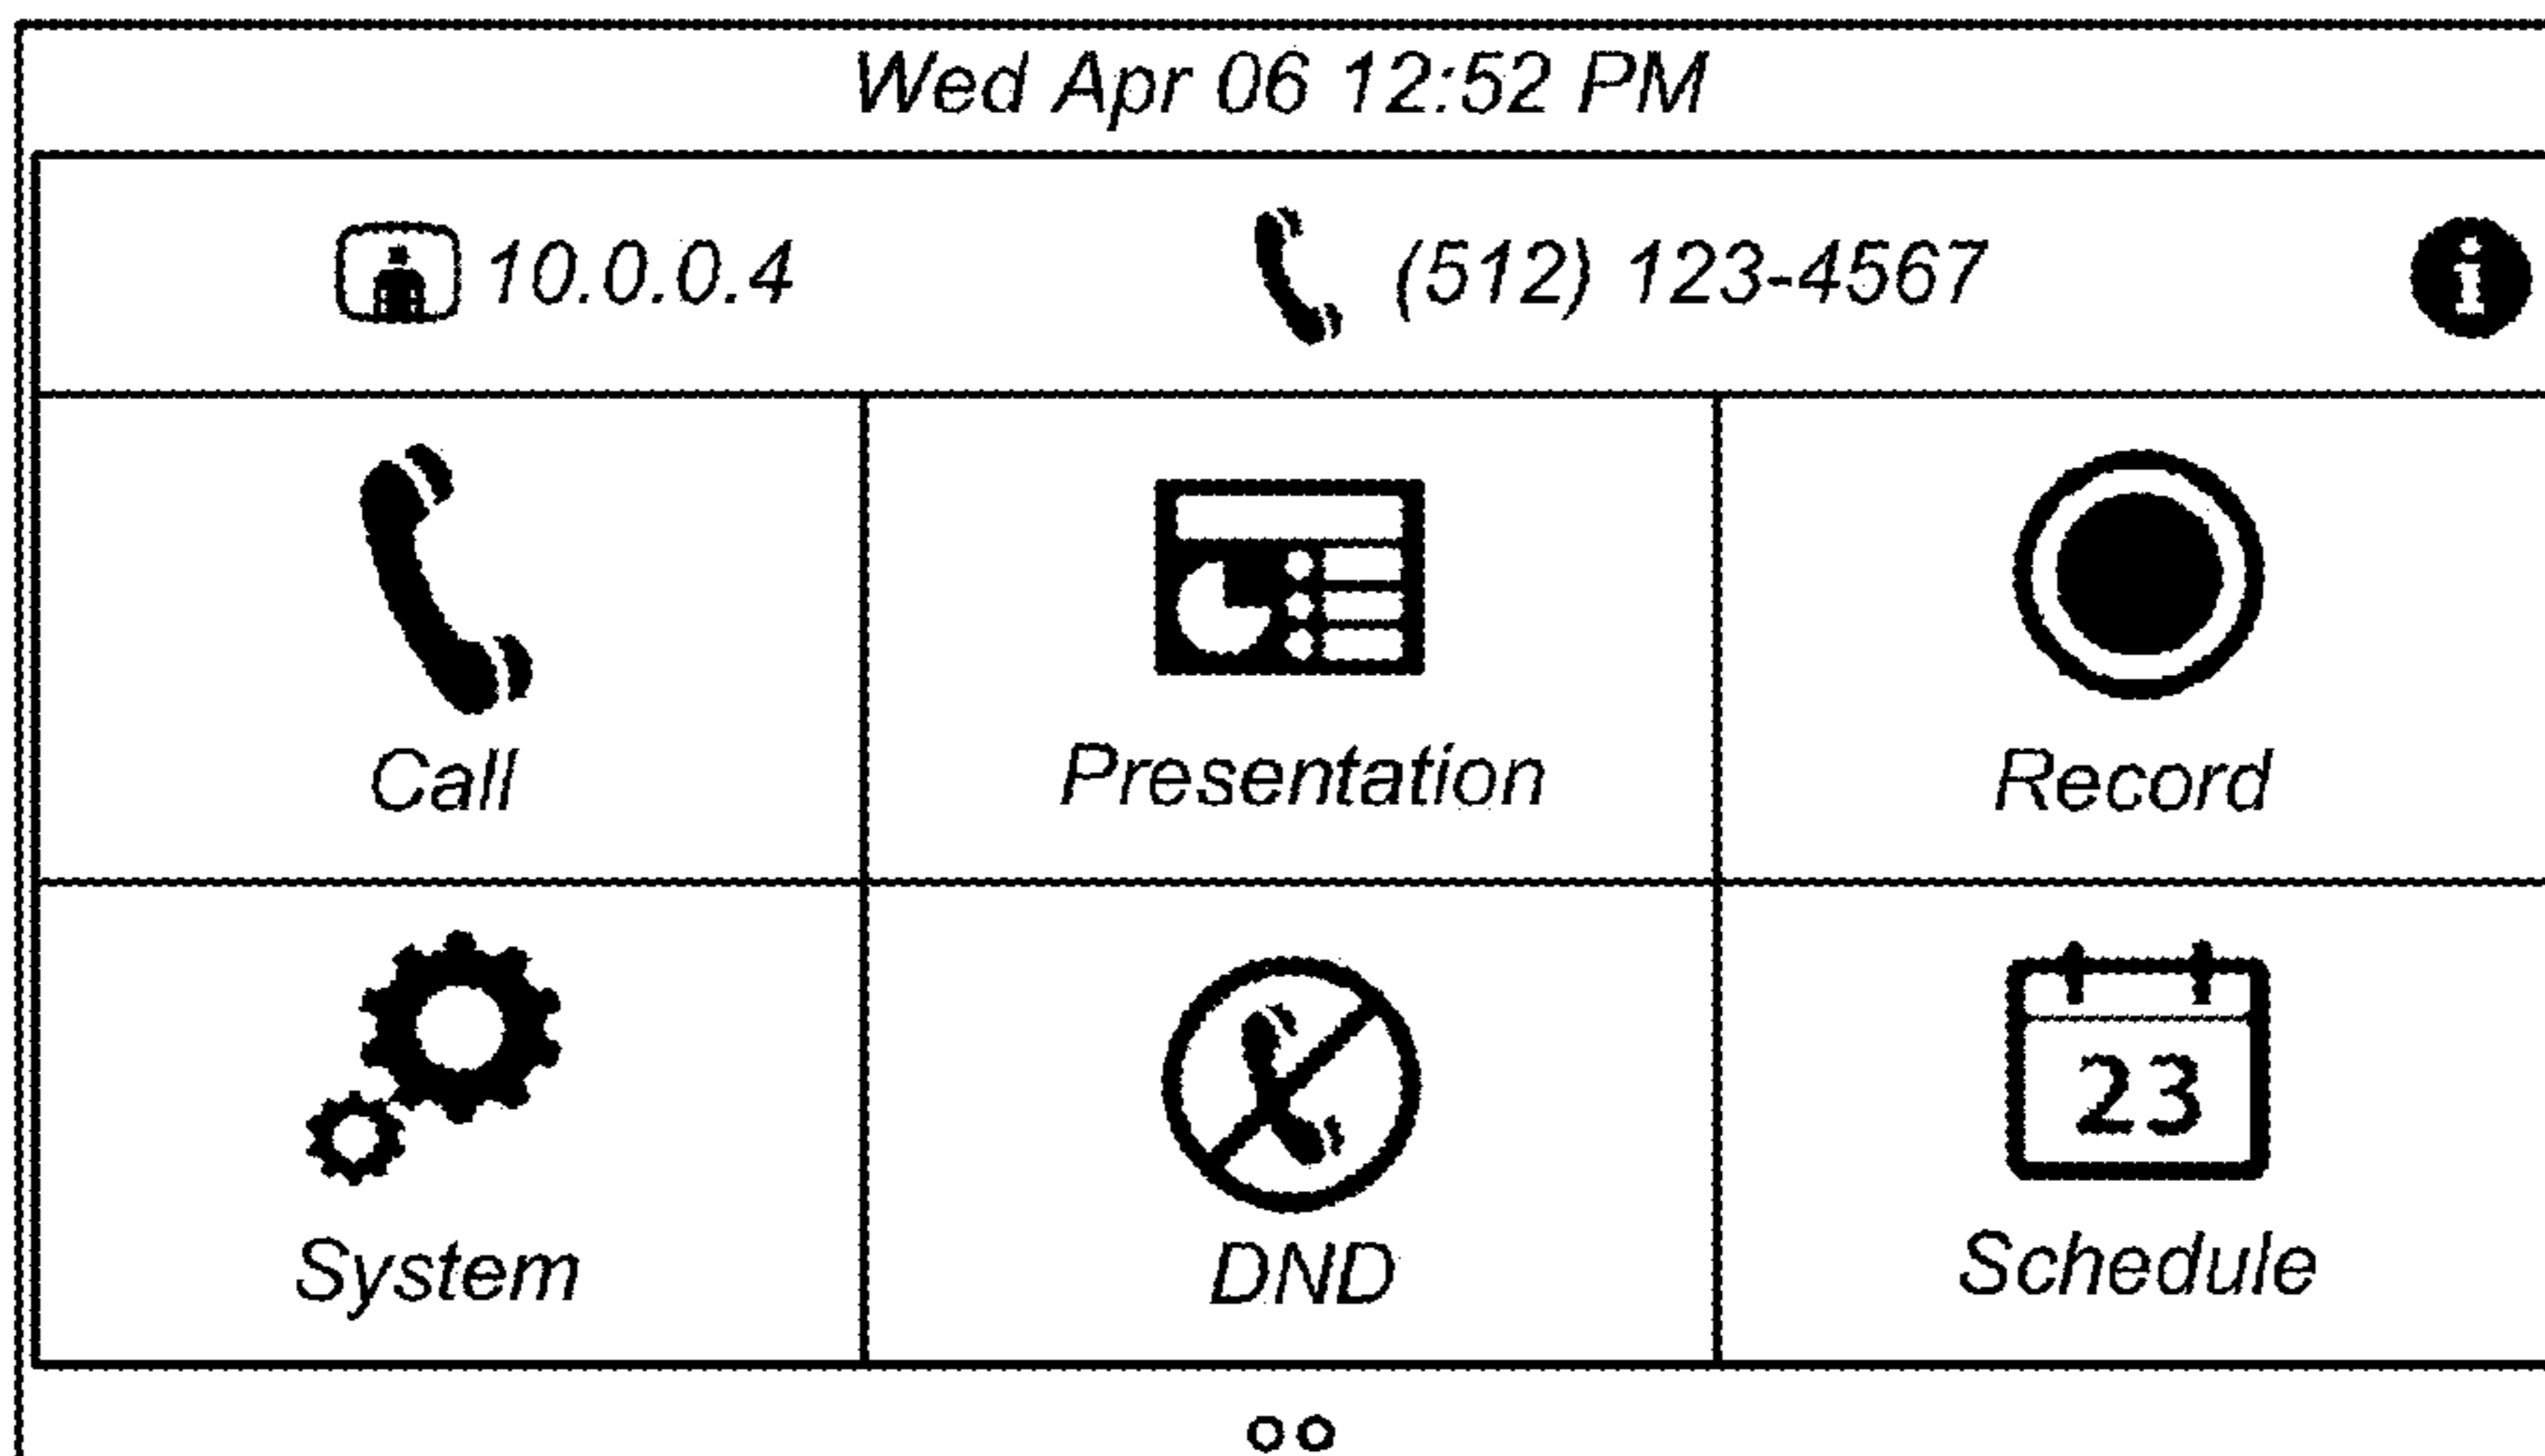 Wed Apr 06 12:52 PM
10.0.0.4 (512) 123-4567 i
Call Presentation Record
23
System DND Schedule